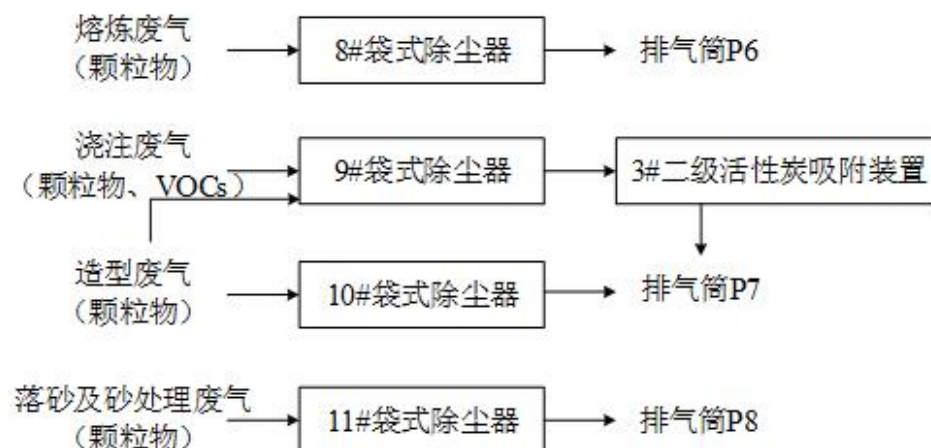 熔炼废气
（颗粒物）
8#袋式除尘器
排气筒P6
浇注废气
（颗粒物、VOCs）
9#袋式除尘器
3#二级活性炭吸附装置
造型废气
（颗粒物）
10#袋式除尘器
排气筒P7
落砂及砂处理废气
（颗粒物）
11#袋式除尘器
排气筒P8